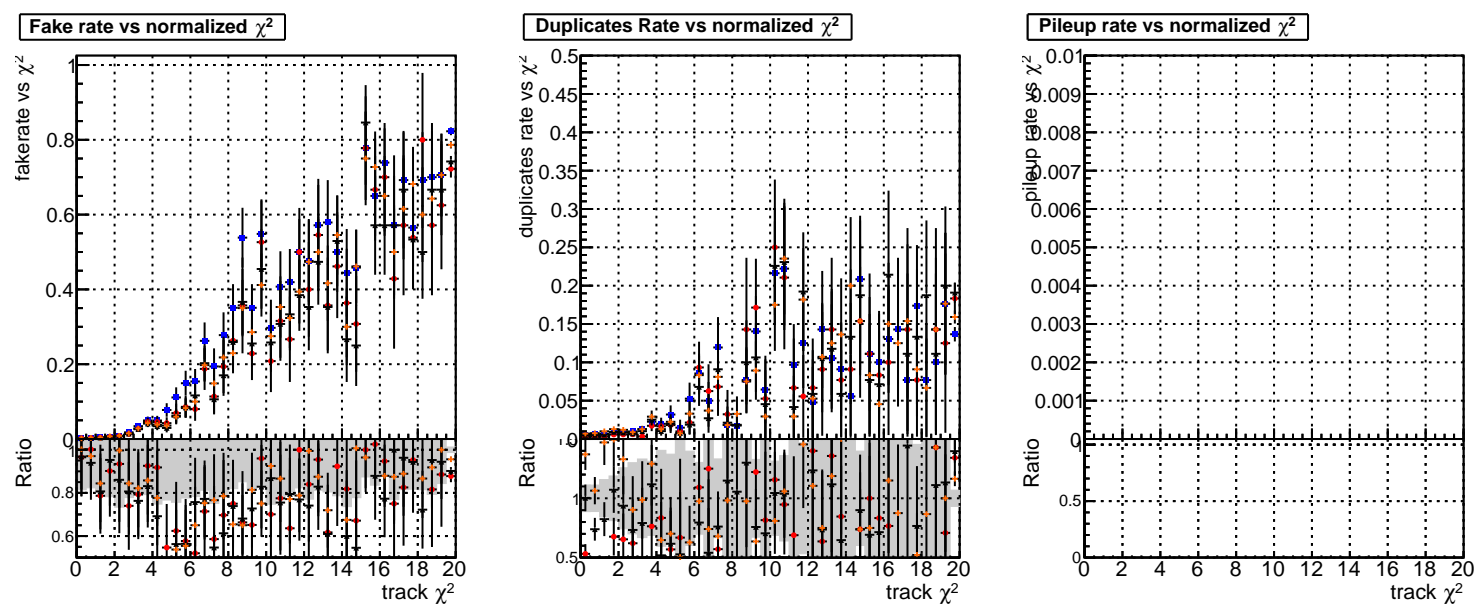 Fake rate vs normalized χ²
fakerate vs χ²
1
0.8
0.6
0.4
0.2
0
Ratio
1
0.8
0.6
0 2 4 6 8 10 12 14 16 18 20
track χ²
Duplicates Rate vs normalized χ²
duplicates rate vs χ²
0.5
0.45
0.4
0.35
0.3
0.25
0.2
0.15
0.1
0.05
Ratio
1
0.5
0 2 4 6 8 10 12 14 16 18 20
track χ²
Pileup rate vs normalized χ²
pileup rate vs χ²
0.01
0.009
0.008
0.007
0.006
0.005
0.004
0.003
0.002
0.001
0
Ratio
1
0.5
0
0 2 4 6 8 10 12 14 16 18 20
track χ²